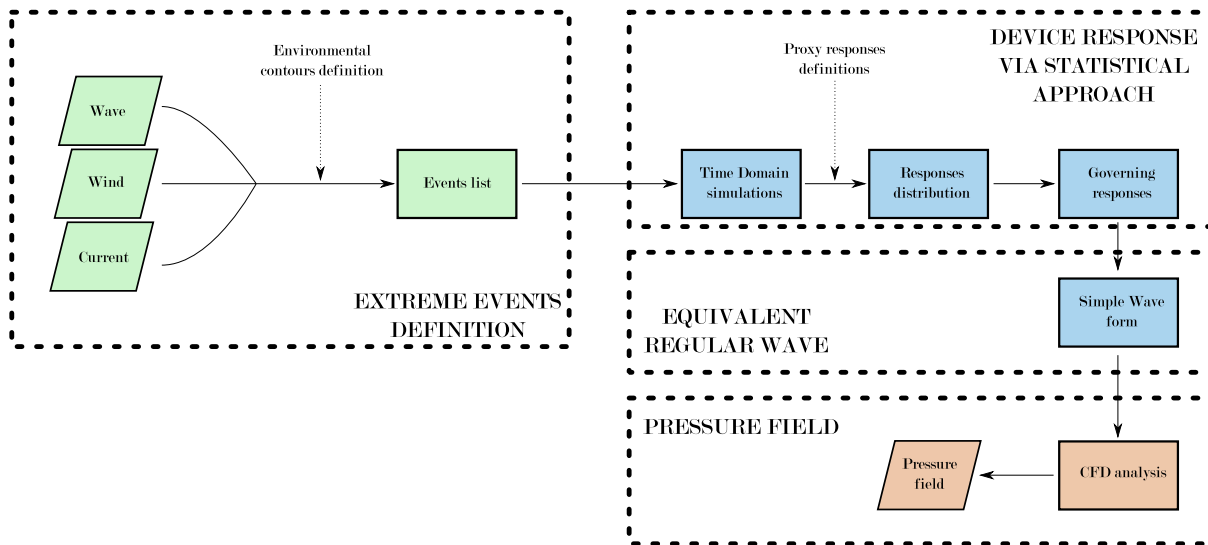 Environmental
contours definition
Wave
Wind
Current
Events list
EXTREME EVENTS
DEFINITION
DEVICE RESPONSE
VIA STATISTICAL
APPROACH
Proxy responses
definitions
Time Domain
simulations
Responses
distribution
Governing
responses
EQUIVALENT
REGULAR WAVE
Simple Wave
form
PRESSURE FIELD
Pressure
field
CFD analysis